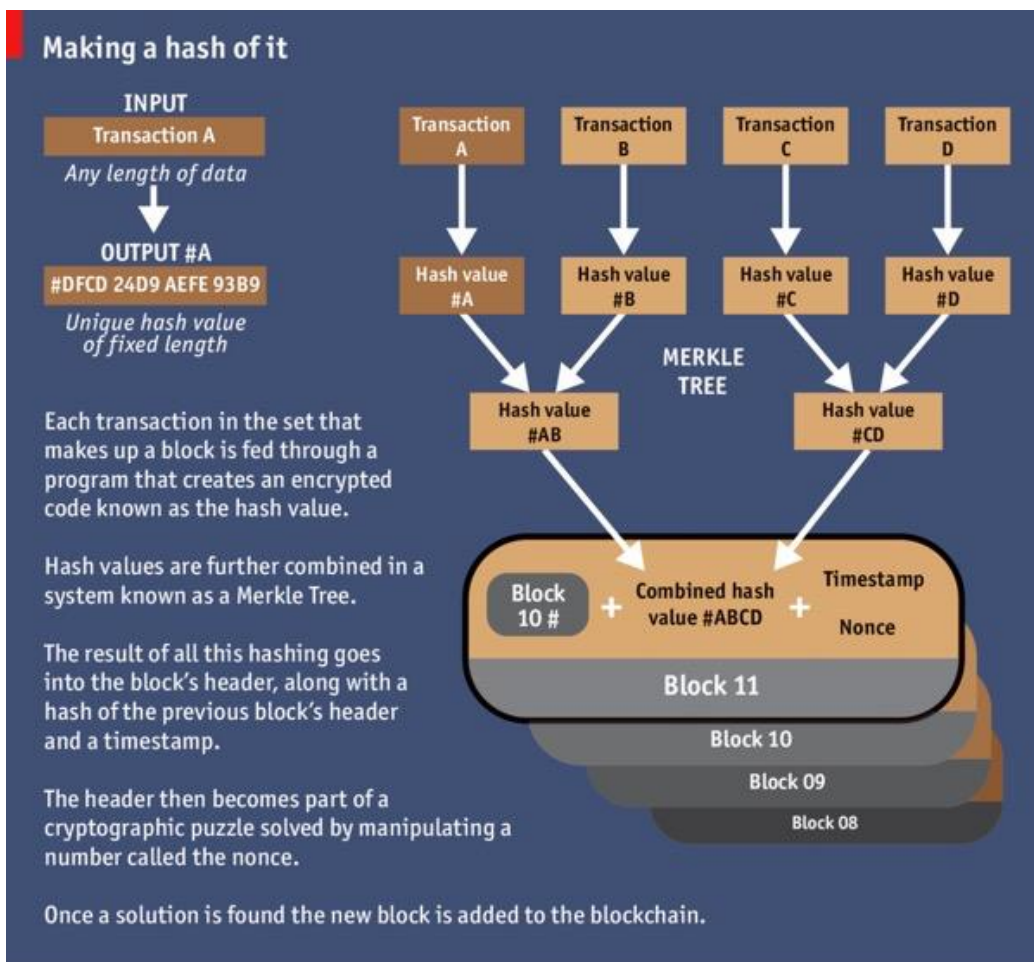 Making a hash of it
INPUT
Transaction A
Any length of data
OUTPUT #A
#DFCD 24D9 AEFE 93B9
Unique hash value
of fixed length
Each transaction in the set that
makes up a block is fed through a
program that creates an encrypted
code known as the hash value.
Hash values are further combined in a
system known as a Merkle Tree.
The result of all this hashing goes
into the block's header, along with a
hash of the previous block's header
and a timestamp.
The header then becomes part of a
cryptographic puzzle solved by manipulating a
number called the nonce.
Once a solution is found the new block is added to the blockchain.
Transaction
A
Transaction
B
Transaction
C
Transaction
D
Hash value
#A
Hash value
#B
Hash value
#C
Hash value
#D
MERKLE
TREE
Hash value
#AB
Hash value
#CD
Block
10 #
+
Combined hash
value #ABCD
+
Timestamp
Nonce
Block 11
Block 10
Block 09
Block 08